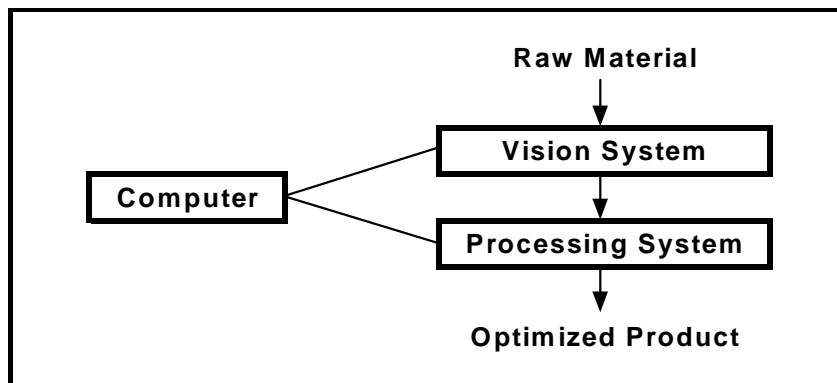 Raw Material
Vision System
Computer
Processing System
Optimized Product